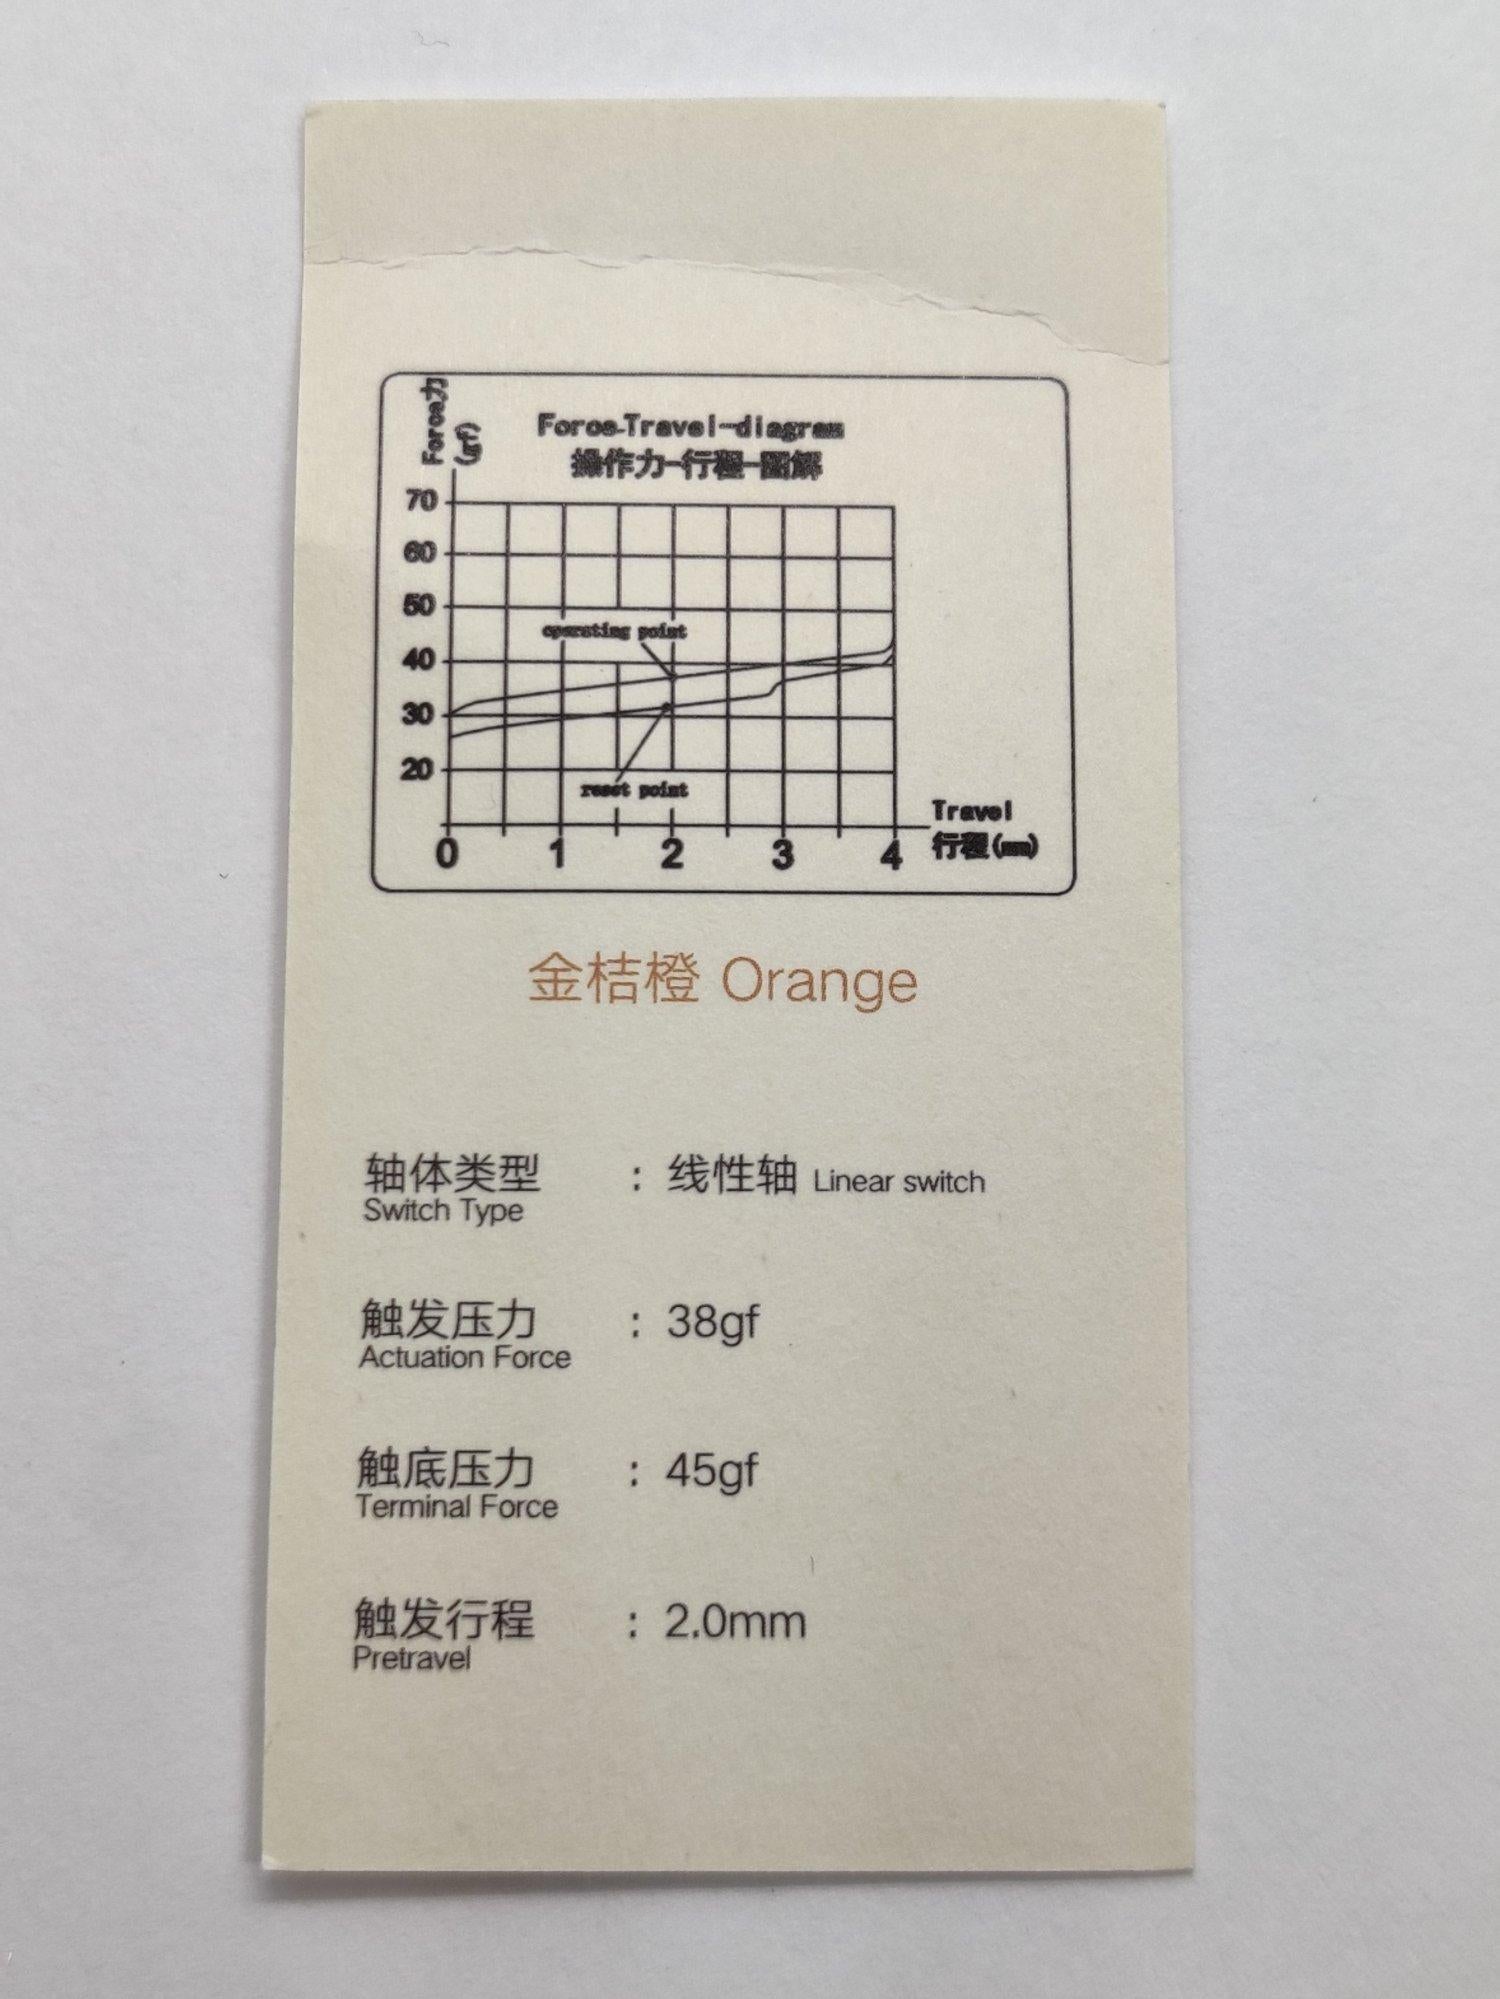 Force力
(gf)
Force-Travel-diagram
操作力-行程-图解
70
60
50
operating point
40
30
20
reset point
Travel
行程(mm)
0 1 2 3 4
金桔橙 Orange
轴体类型 : 线性轴 Linear switch
Switch Type
触发压力 : 38gf
Actuation Force
触底压力 : 45gf
Terminal Force
触发行程 : 2.0mm
Pretravel